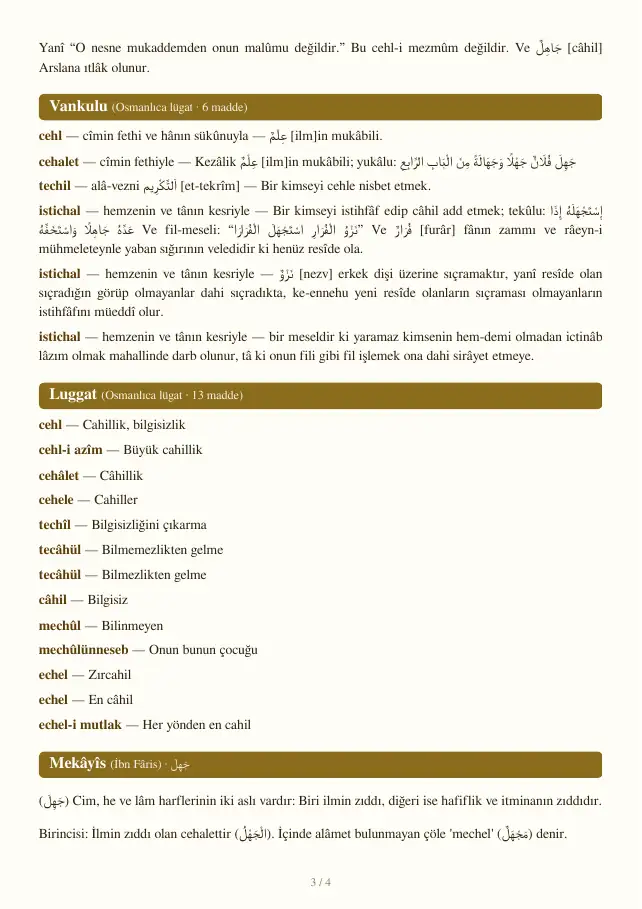 Yanî “O nesne mukaddemden onun malûmu değildir.” Bu cehl-i mezmûm değildir. Ve جَاهِلٌ [câhil]
Arslana ıtlâk olunur.
Vankulu (Osmanlıca lügat · 6 madde)
cehl — cîmin fethi ve hânın sükûnuyla — عِلْمٌ [ilm]in mukâbili.
cehalet — cîmin fethiyle — Kezâlik عِلْمٌ [ilm]in mukâbili; yukâlu: جَهِلَ فُلَانٌ جَهْلًا وَجَهَالَةً مِنَ الْبَابِ الرَّابِعِ
techil — alâ-vezni اَلتَّكْرِيم [et-tekrîm] — Bir kimseyi cehle nisbet etmek.
istichal — hemzenin ve tânın kesriyle — Bir kimseyi istihfâf edip câhil add etmek; tekûlu: إِسْتَجْهَلَهُ إِذَا
عَدَّهُ جَاهِلًا وَاسْتَخَفَّهُ Ve fil-meseli: “نَزْوُ الْفُرَارِ اسْتَجْهَلَ الْفُرَارَا” Ve فُرَارٌ [furâr] fânın zammı ve râeyn-i
mühmeleteynle yaban sığırının veledidir ki henüz resîde ola.
istichal — hemzenin ve tânın kesriyle — نَزْوٌ [nezv] erkek dişi üzerine sıçramaktır, yanî resîde olan
sıçradığın görüp olmayanlar dahi sıçradıkta, ke-ennehu yeni resîde olanların sıçraması olmayanların
istihfâfını müeddî olur.
istichal — hemzenin ve tânın kesriyle — bir meseldir ki yaramaz kimsenin hem-demi olmadan ictinâb
lâzım olmak mahallinde darb olunur, tâ ki onun fili gibi fil işlemek ona dahi sirâyet etmeye.
Luggat (Osmanlıca lügat · 13 madde)
cehl — Cahillik, bilgisizlik
cehl-i azîm — Büyük cahillik
cehâlet — Câhillik
cehele — Cahiller
techîl — Bilgisizliğini çıkarma
tecâhül — Bilmemezlikten gelme
tecâhül — Bilmezlikten gelme
câhil — Bilgisiz
mechûl — Bilinmeyen
mechûlünneseb — Onun bunun çocuğu
echel — Zırcahil
echel — En câhil
echel-i mutlak — Her yönden en cahil
Mekâyîs (İbn Fâris) · جَهِلَ
(جَهِلَ) Cim, he ve lâm harflerinin iki aslı vardır: Biri ilmin zıddı, diğeri ise hafiflik ve itminanın zıddıdır.
Birincisi: İlmin zıddı olan cehalettir (اَلْجَهْلُ). İçinde alâmet bulunmayan çöle 'mechel' (مَجْهَلٌ) denir.
3 / 4